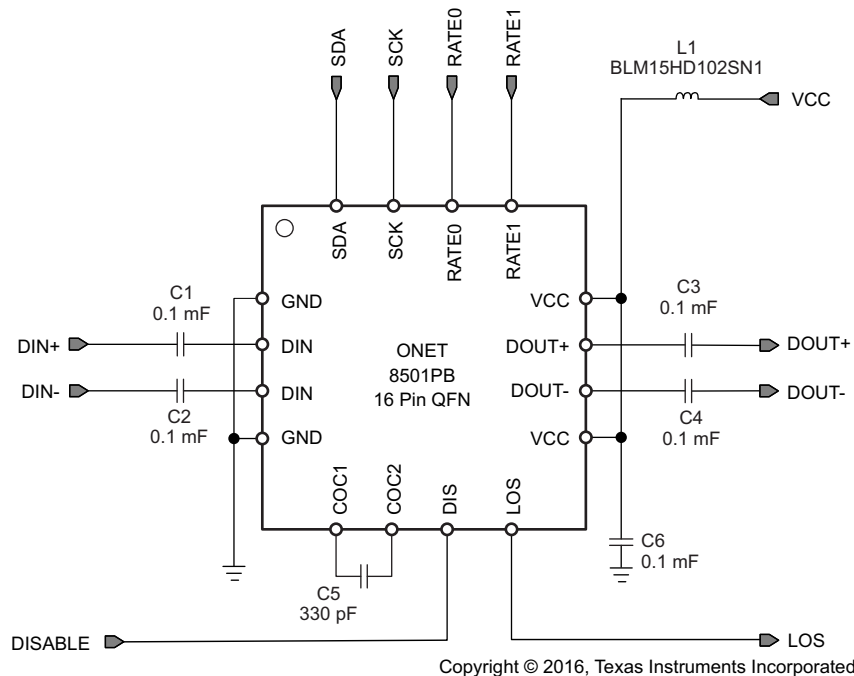 SDA
SCK
RATE0
RATE1
L1
BLM15HD102SN1
VCC
SDA
SCK
RATE0
RATE1
C1
0.1 mF
GND
VCC
C3
0.1 mF
DIN+
DIN
ONET
8501PB
16 Pin QFN
DOUT+
DOUT+
DIN-
DIN
DOUT-
DOUT-
C2
0.1 mF
GND
VCC
C4
0.1 mF
COC1
COC2
DIS
LOS
C5
330 pF
C6
0.1 mF
DISABLE
LOS
Copyright © 2016, Texas Instruments Incorporated